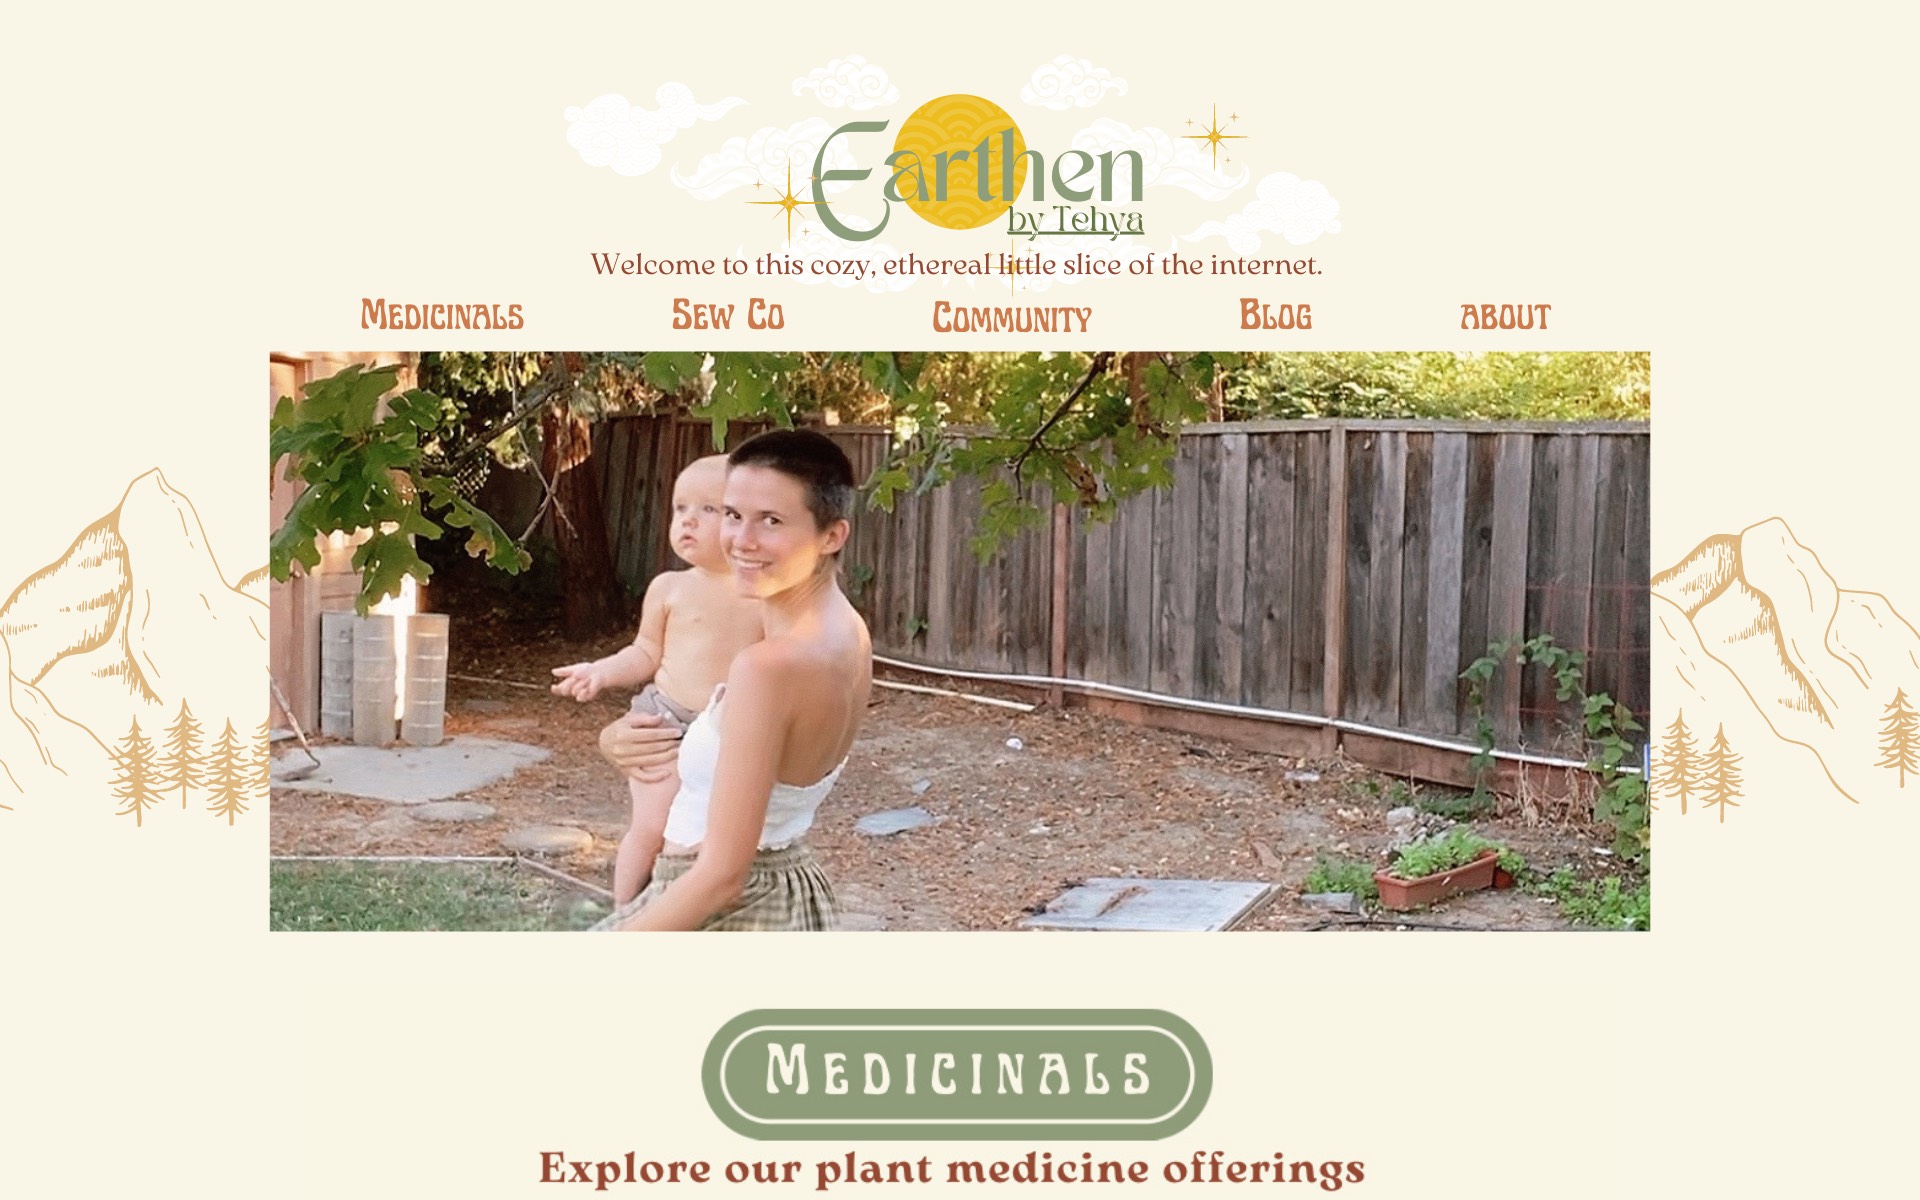 Earthen
by Tehya
Welcome to this cozy, ethereal little slice of the internet.
Medicinals Sew Co Community Blog About
Medicinals
Explore our plant medicine offerings